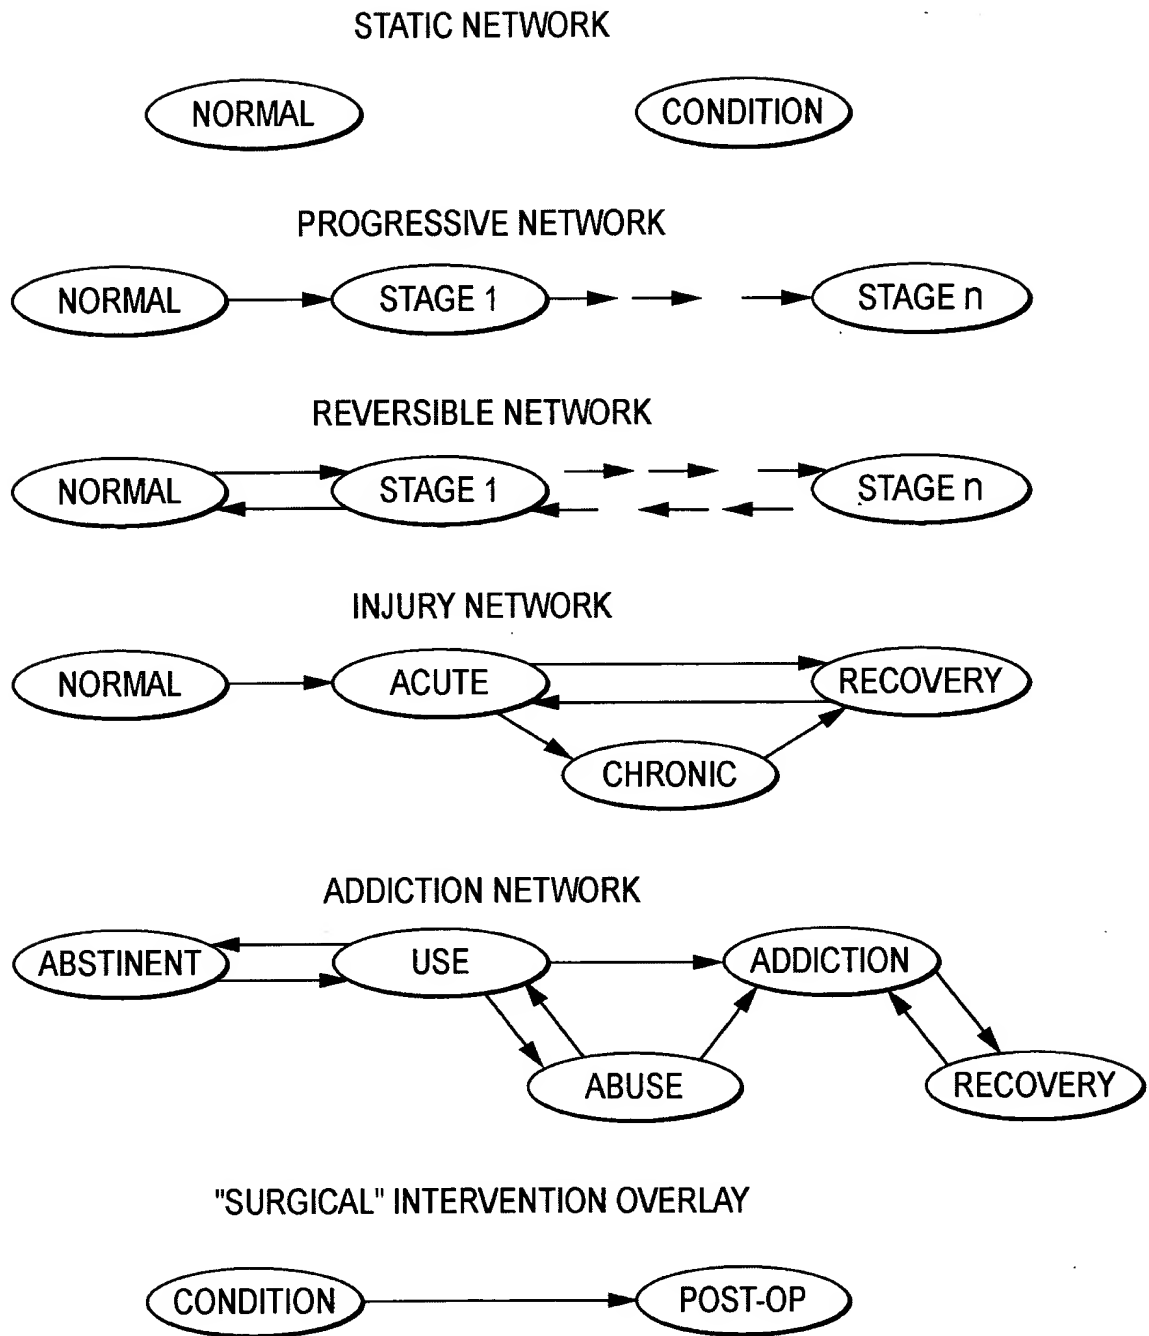 STATIC NETWORK
NORMAL CONDITION
PROGRESSIVE NETWORK
NORMAL STAGE 1 STAGE n
REVERSIBLE NETWORK
NORMAL STAGE 1 STAGE n
INJURY NETWORK
NORMAL ACUTE RECOVERY
CHRONIC
ADDICTION NETWORK
ABSTINENT USE ADDICTION
ABUSE RECOVERY
"SURGICAL" INTERVENTION OVERLAY
CONDITION POST-OP